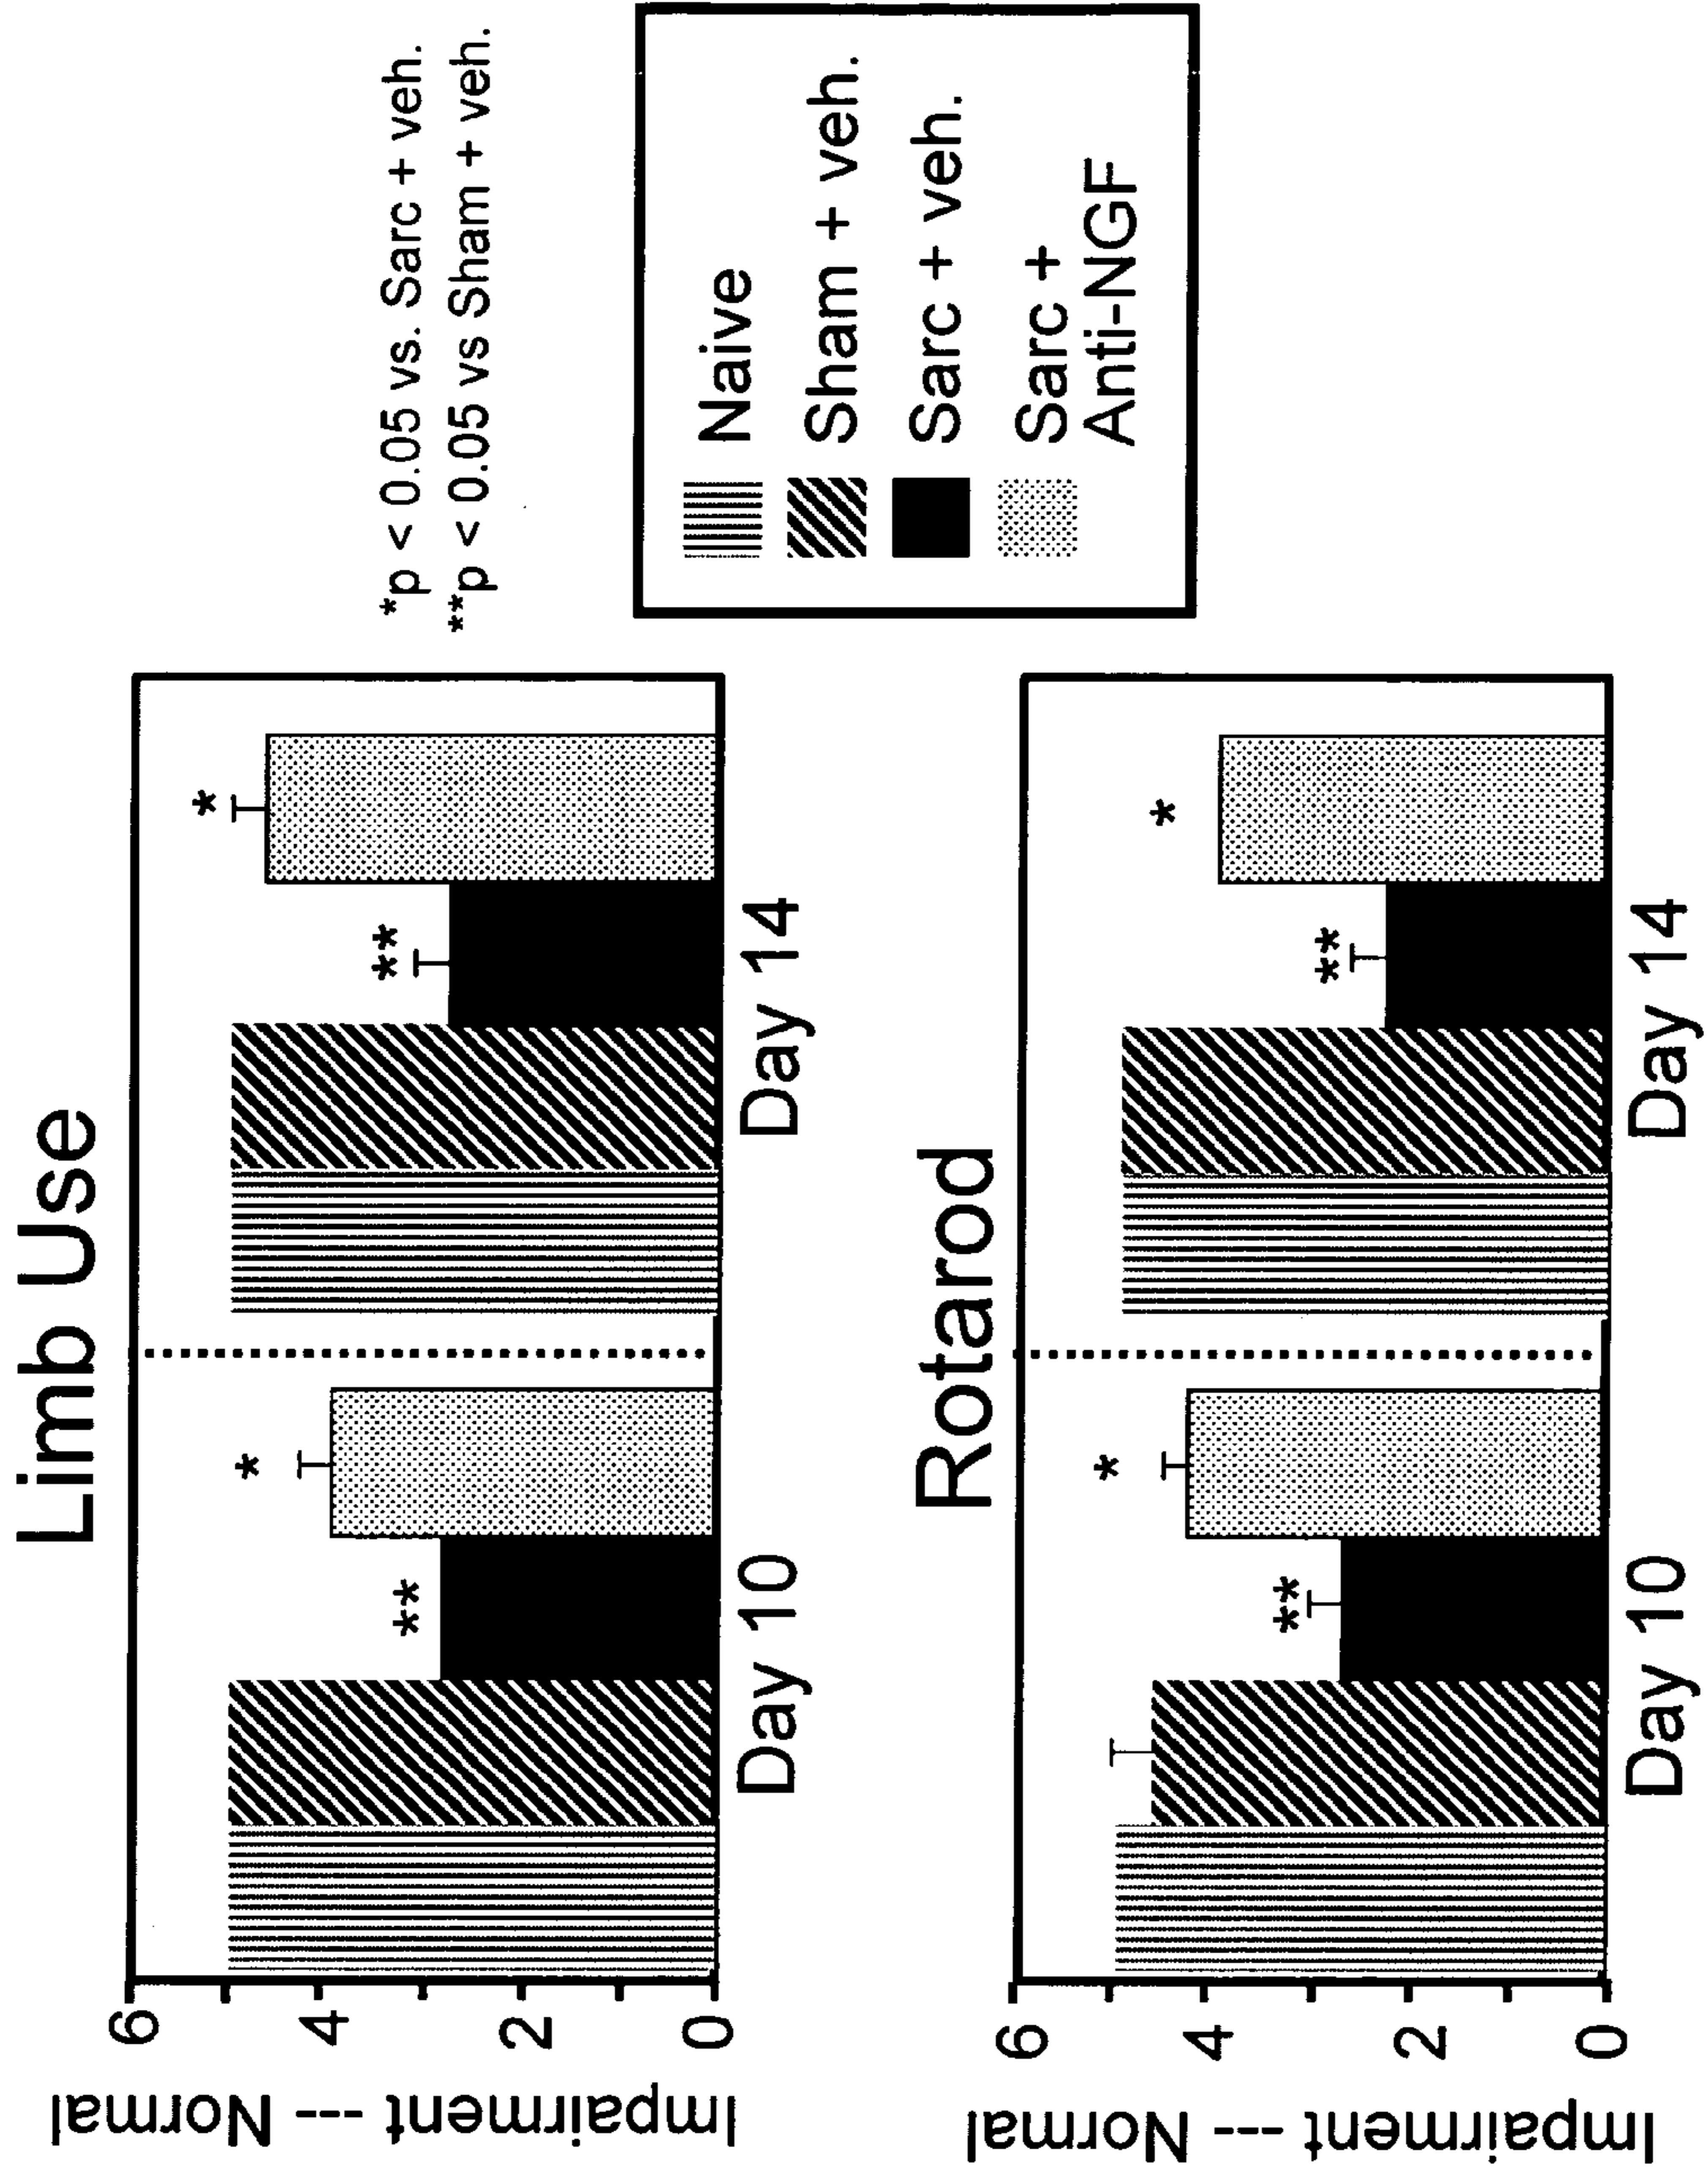 Limb Use
Impairment --- Normal
6
4
2
0
*
**
*
**
Day 10
Day 14
Rotarod
Impairment --- Normal
6
4
2
0
*
**
*
**
Day 10
Day 14
*p < 0.05 vs. Sarc + veh.
**p < 0.05 vs Sham + veh.
Naive
Sham + veh.
Sarc + veh.
Sarc +
Anti-NGF